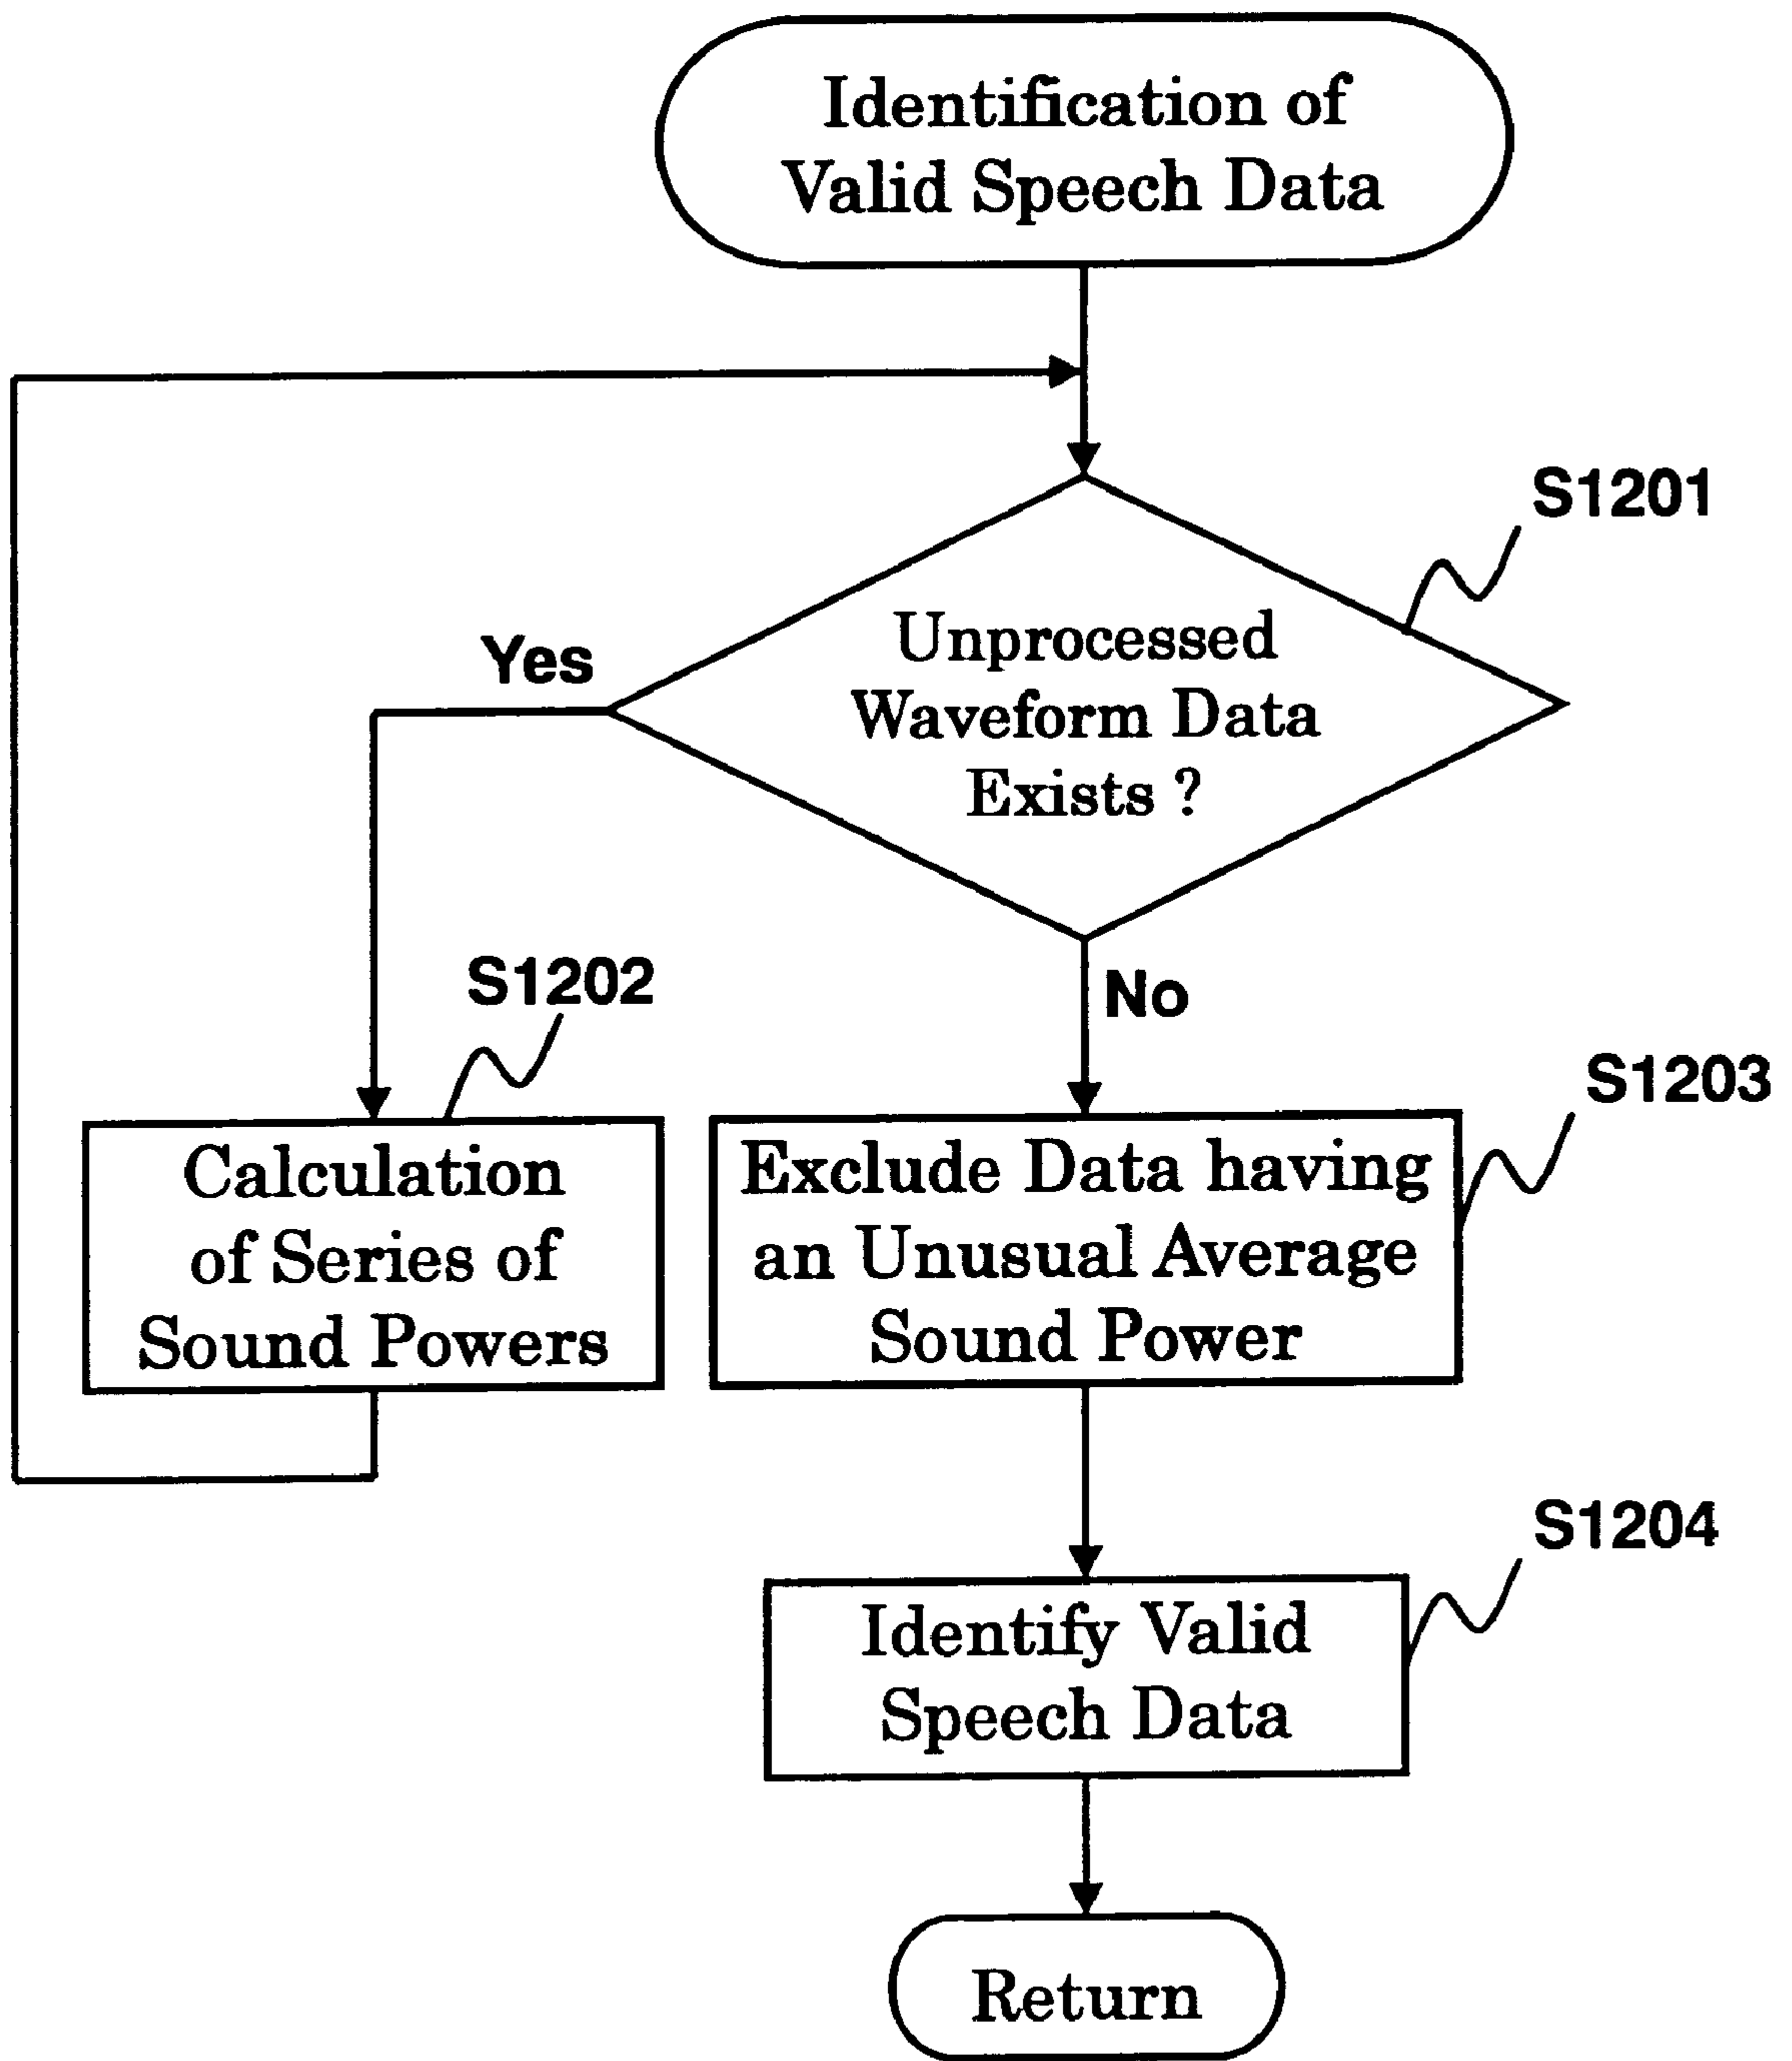 Identification of
Valid Speech Data
S1201
Yes
Unprocessed
Waveform Data
Exists ?
S1202
No
S1203
Calculation
of Series of
Sound Powers
Exclude Data having
an Unusual Average
Sound Power
S1204
Identify Valid
Speech Data
Return